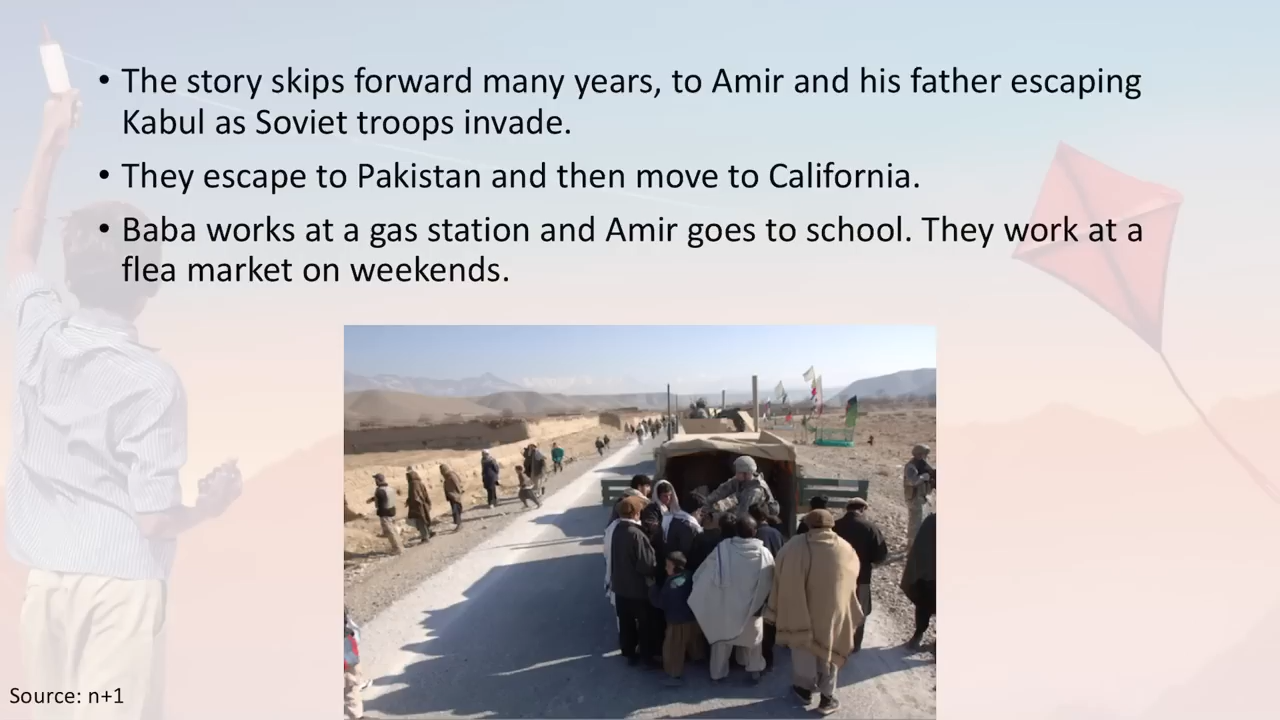 • The story skips forward many years, to Amir and his father escaping
Kabul as Soviet troops invade.
• They escape to Pakistan and then move to California.
• Baba works at a gas station and Amir goes to school. They work at a
flea market on weekends.
Source: n+1